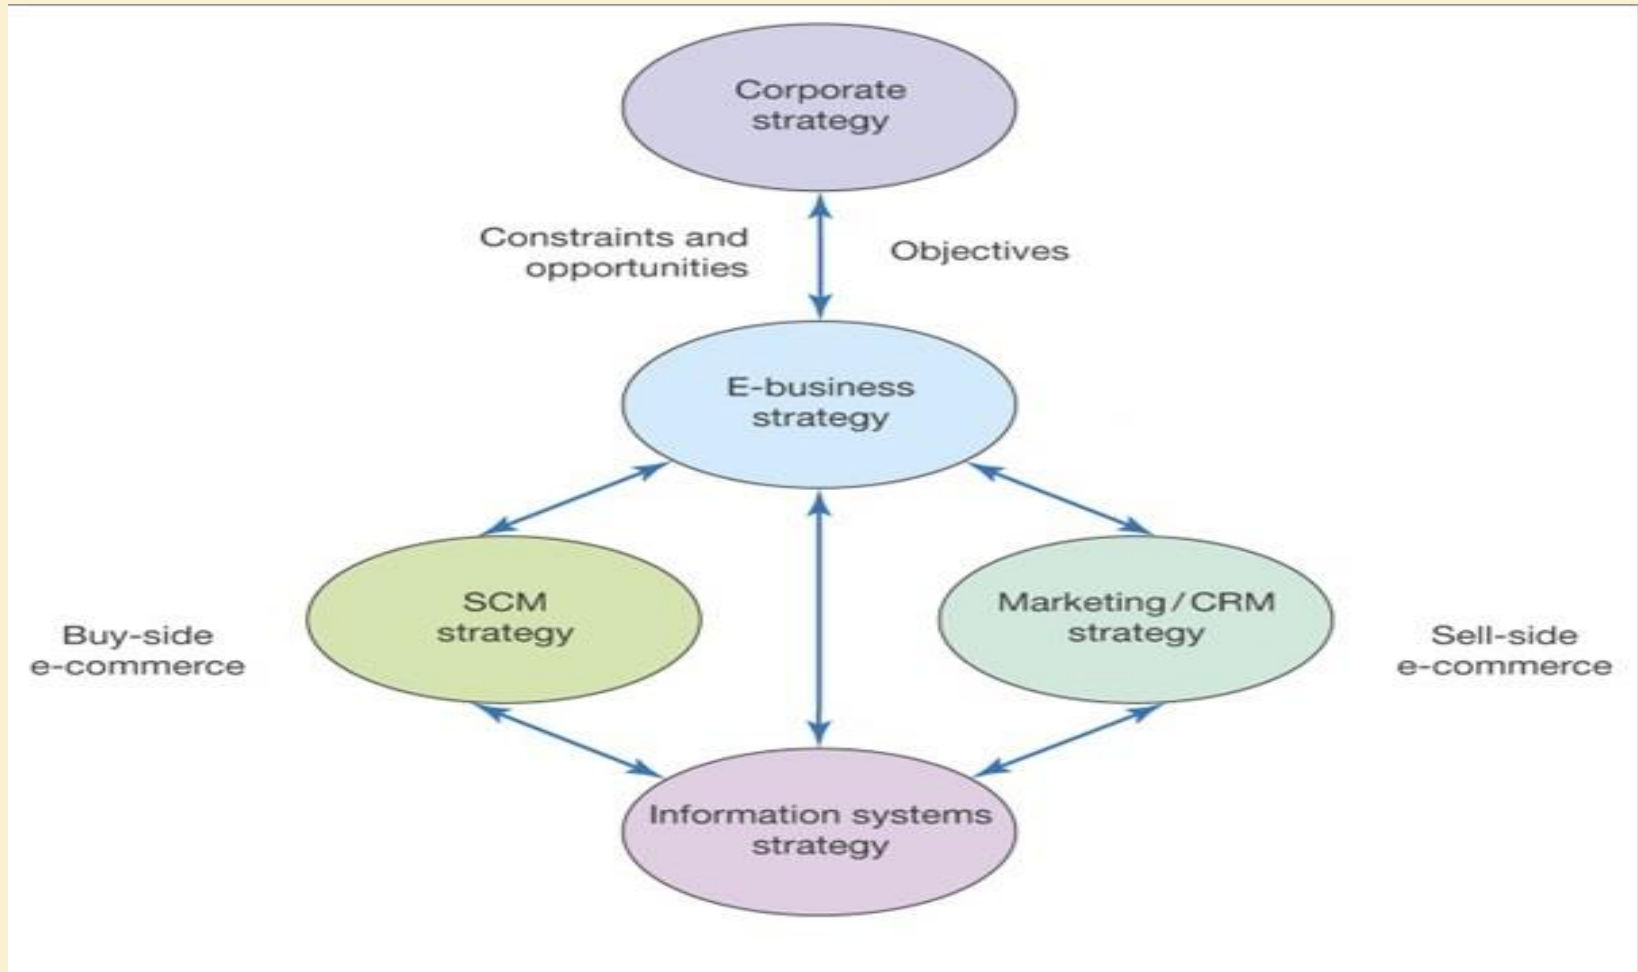 Corporate
strategy
Constraints and
opportunities
Objectives
E-business
strategy
SCM
strategy
Marketing / CRM
strategy
Buy-side
e-commerce
Sell-side
e-commerce
Information systems
strategy